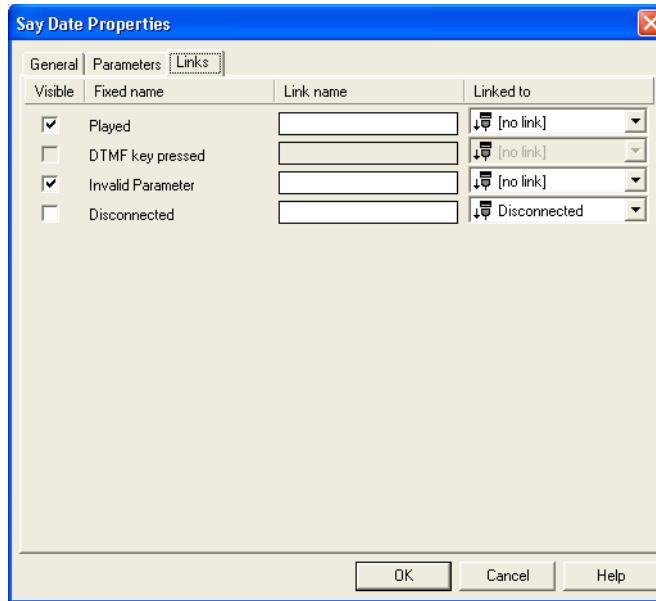 Say Date Properties
General Parameters Links
Visible Fixed name Link name Linked to
Played [no link]
DTMF key pressed [no link]
Invalid Parameter [no link]
Disconnected Disconnected
OK Cancel Help